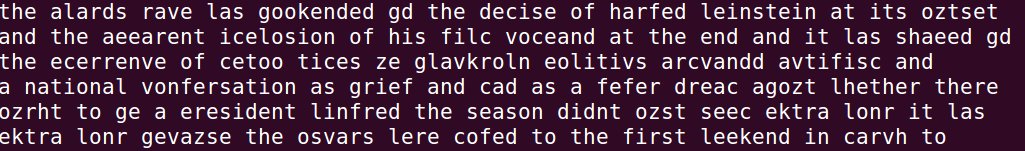 the alards rave las gookended gd the decise of harfed leinstein at its oztset
and the aeearent icelosion of his filc voceand at the end and it las shaeed gd
the ecerrenve of cetoo tices ze glavkroln eolitivs arcvandd avtifisc and
a national vonfersation as grief and cad as a fefer dreac agozt lhether there
ozrht to ge a eresident linfred the season didnt ozst seec ektra lonr it las
ektra lonr gevazse the osvars lere cofed to the first leekend in carvh to